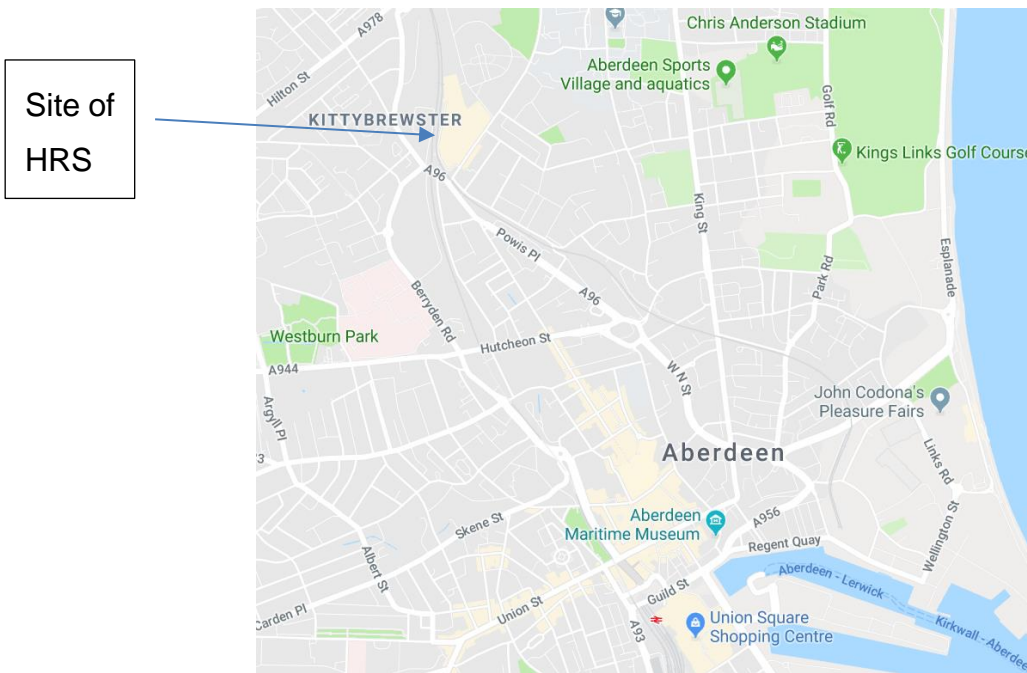 Site of
HRS
A978
Hilton St
KITTYBREWSTER
A96
Chris Anderson Stadium
Aberdeen Sports
Village and aquatics
Golf Rd
Kings Links Golf Course
King St
Powis Pl
A96
Park Rd
Esplanade
Berryden Rd
Westburn Park
Hutcheon St
A944
W N St
John Codona's
Pleasure Fairs
Argyll Pl
Links Rd
Aberdeen
Skene St
Aberdeen
Maritime Museum
A956
Regent Quay
Wellington St
Albert St
Aberdeen - Lerwick
Guild St
Carden Pl
Union St
A93
Union Square
Shopping Centre
Kirkwall - Aberdee